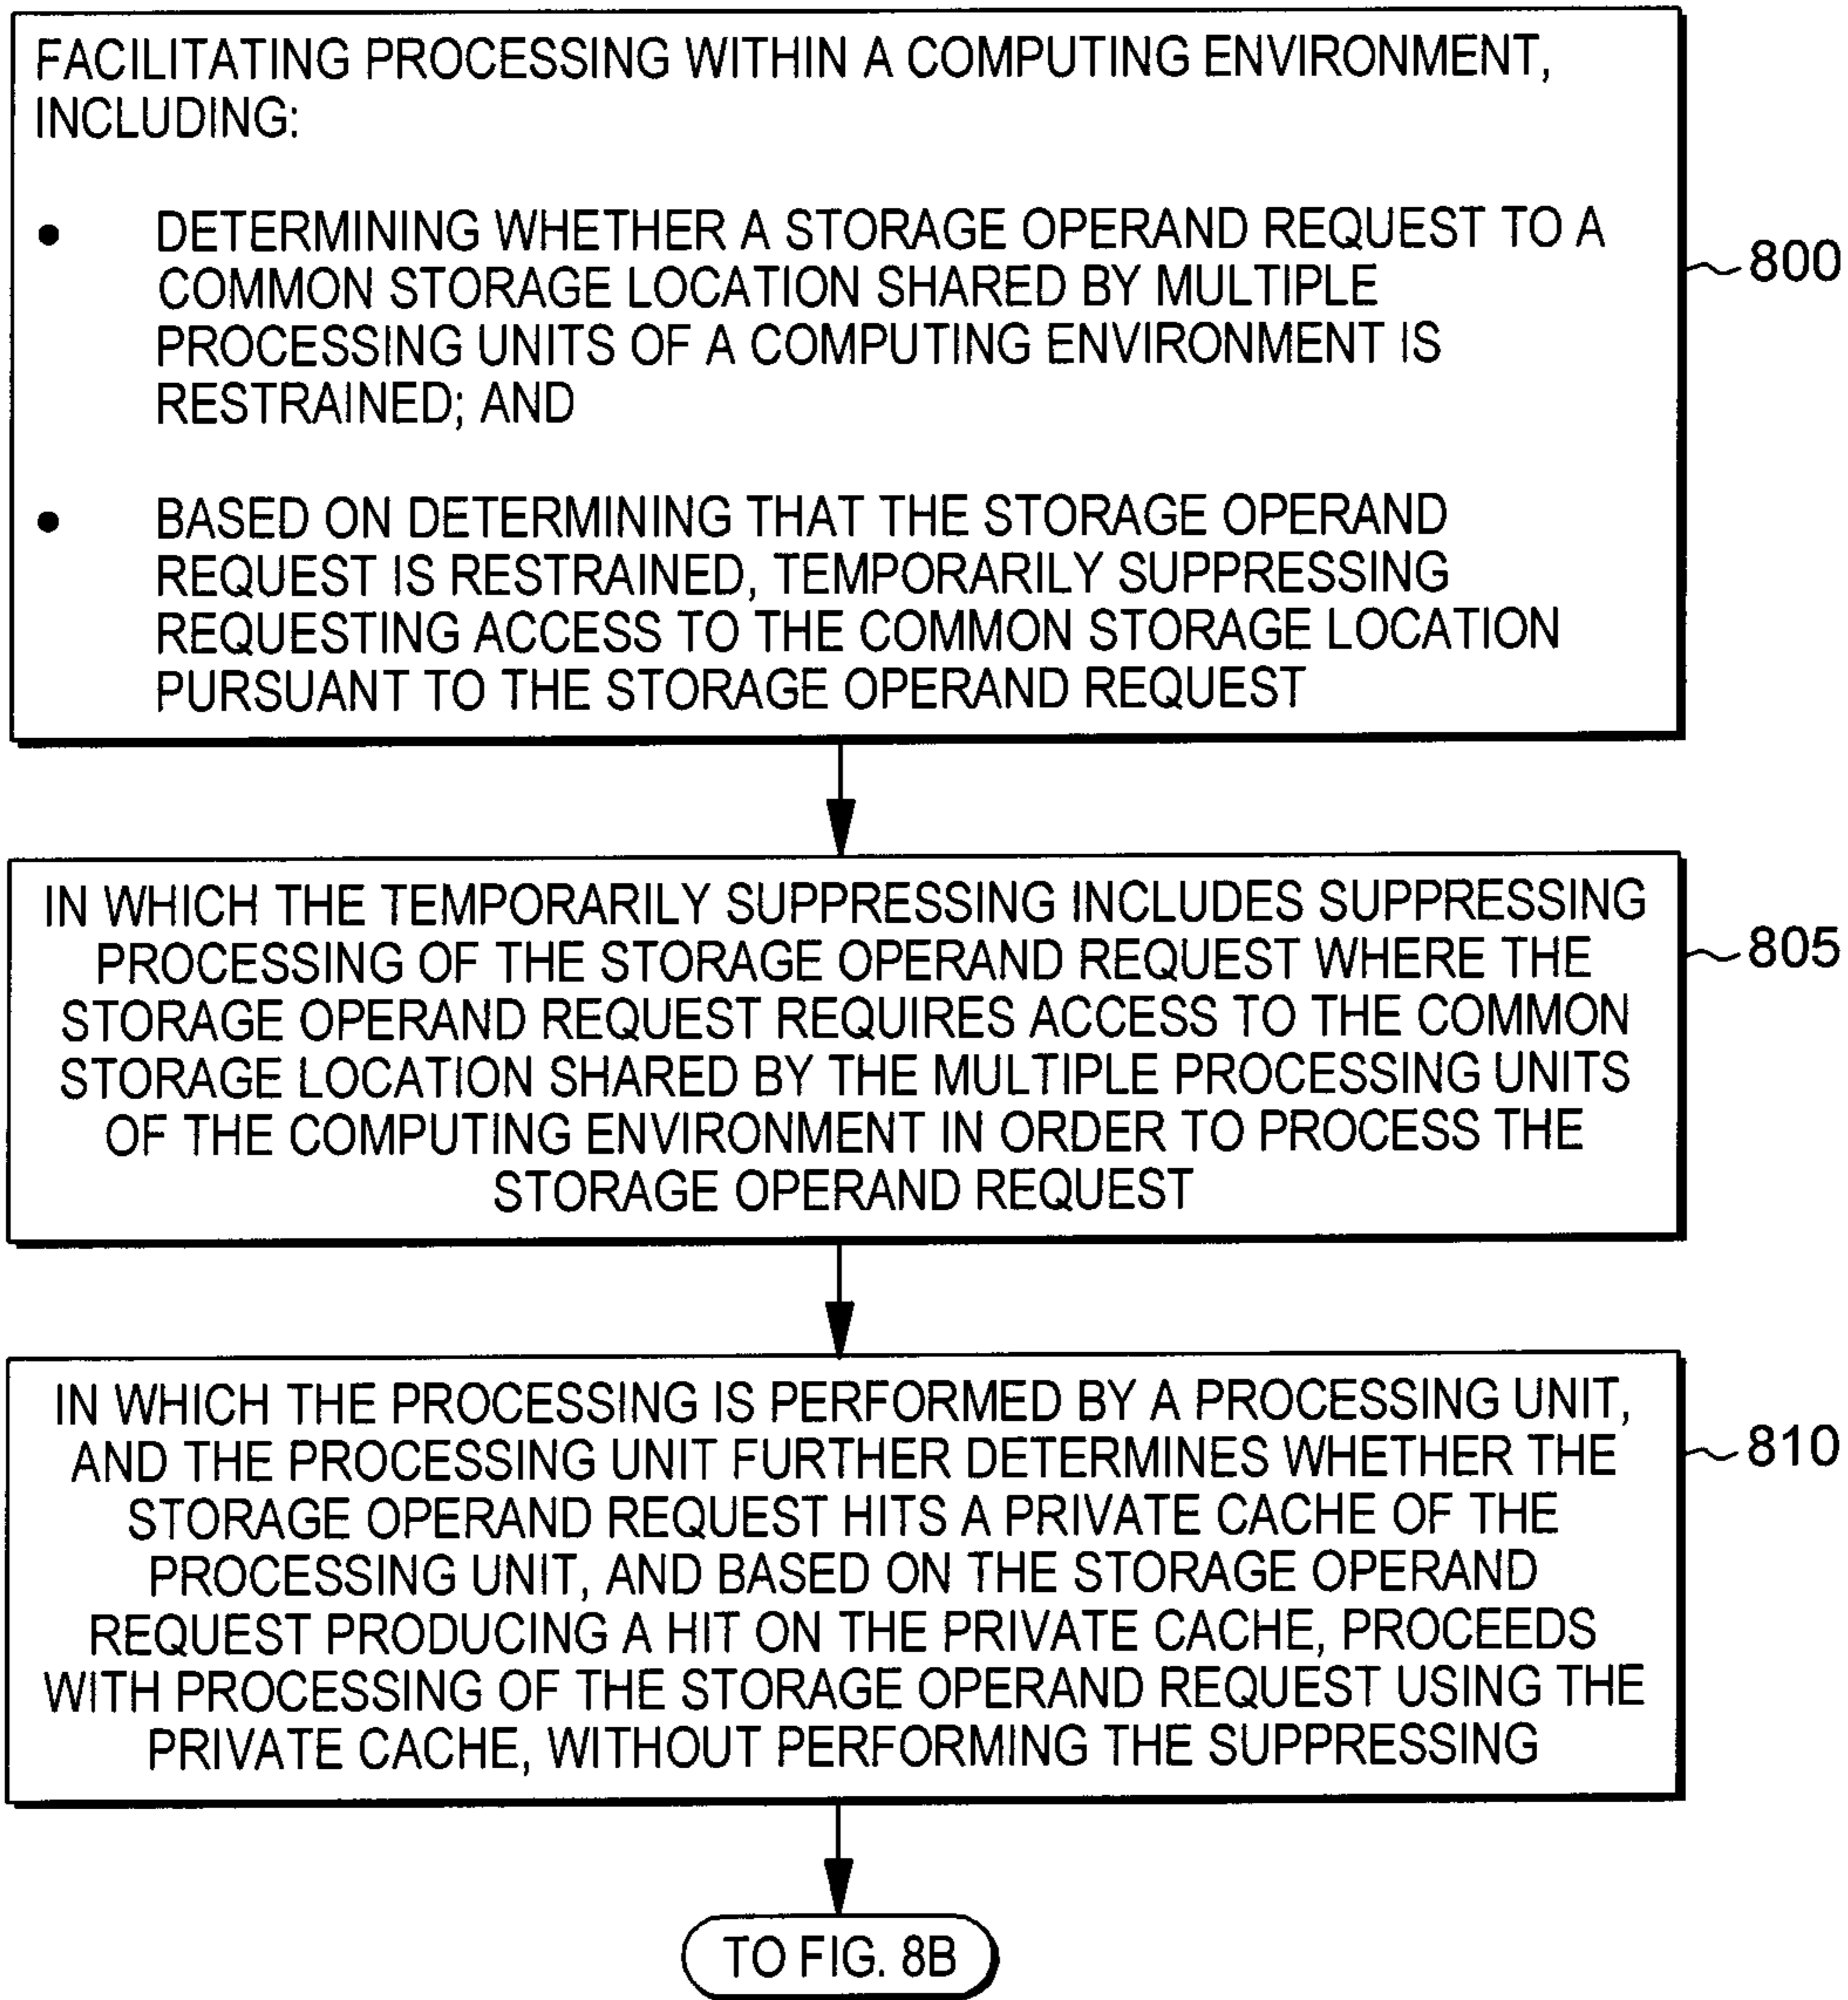 FACILITATING PROCESSING WITHIN A COMPUTING ENVIRONMENT,
INCLUDING:
• DETERMINING WHETHER A STORAGE OPERAND REQUEST TO A
COMMON STORAGE LOCATION SHARED BY MULTIPLE
PROCESSING UNITS OF A COMPUTING ENVIRONMENT IS
RESTRAINED; AND
• BASED ON DETERMINING THAT THE STORAGE OPERAND
REQUEST IS RESTRAINED, TEMPORARILY SUPPRESSING
REQUESTING ACCESS TO THE COMMON STORAGE LOCATION
PURSUANT TO THE STORAGE OPERAND REQUEST
800
IN WHICH THE TEMPORARILY SUPPRESSING INCLUDES SUPPRESSING
PROCESSING OF THE STORAGE OPERAND REQUEST WHERE THE
STORAGE OPERAND REQUEST REQUIRES ACCESS TO THE COMMON
STORAGE LOCATION SHARED BY THE MULTIPLE PROCESSING UNITS
OF THE COMPUTING ENVIRONMENT IN ORDER TO PROCESS THE
STORAGE OPERAND REQUEST
805
IN WHICH THE PROCESSING IS PERFORMED BY A PROCESSING UNIT,
AND THE PROCESSING UNIT FURTHER DETERMINES WHETHER THE
STORAGE OPERAND REQUEST HITS A PRIVATE CACHE OF THE
PROCESSING UNIT, AND BASED ON THE STORAGE OPERAND
REQUEST PRODUCING A HIT ON THE PRIVATE CACHE, PROCEEDS
WITH PROCESSING OF THE STORAGE OPERAND REQUEST USING THE
PRIVATE CACHE, WITHOUT PERFORMING THE SUPPRESSING
810
TO FIG. 8B